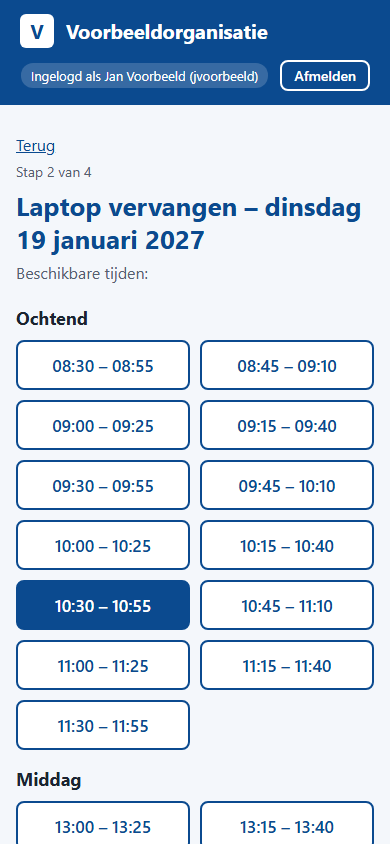 V Voorbeeldorganisatie
Ingelogd als Jan Voorbeeld (jvoorbeeld) Afmelden
Terug
Stap 2 van 4
Laptop vervangen – dinsdag
19 januari 2027
Beschikbare tijden:
Ochtend
08:30 – 08:55 08:45 – 09:10
09:00 – 09:25 09:15 – 09:40
09:30 – 09:55 09:45 – 10:10
10:00 – 10:25 10:15 – 10:40
10:30 – 10:55 10:45 – 11:10
11:00 – 11:25 11:15 – 11:40
11:30 – 11:55
Middag
13:00 – 13:25 13:15 – 13:40